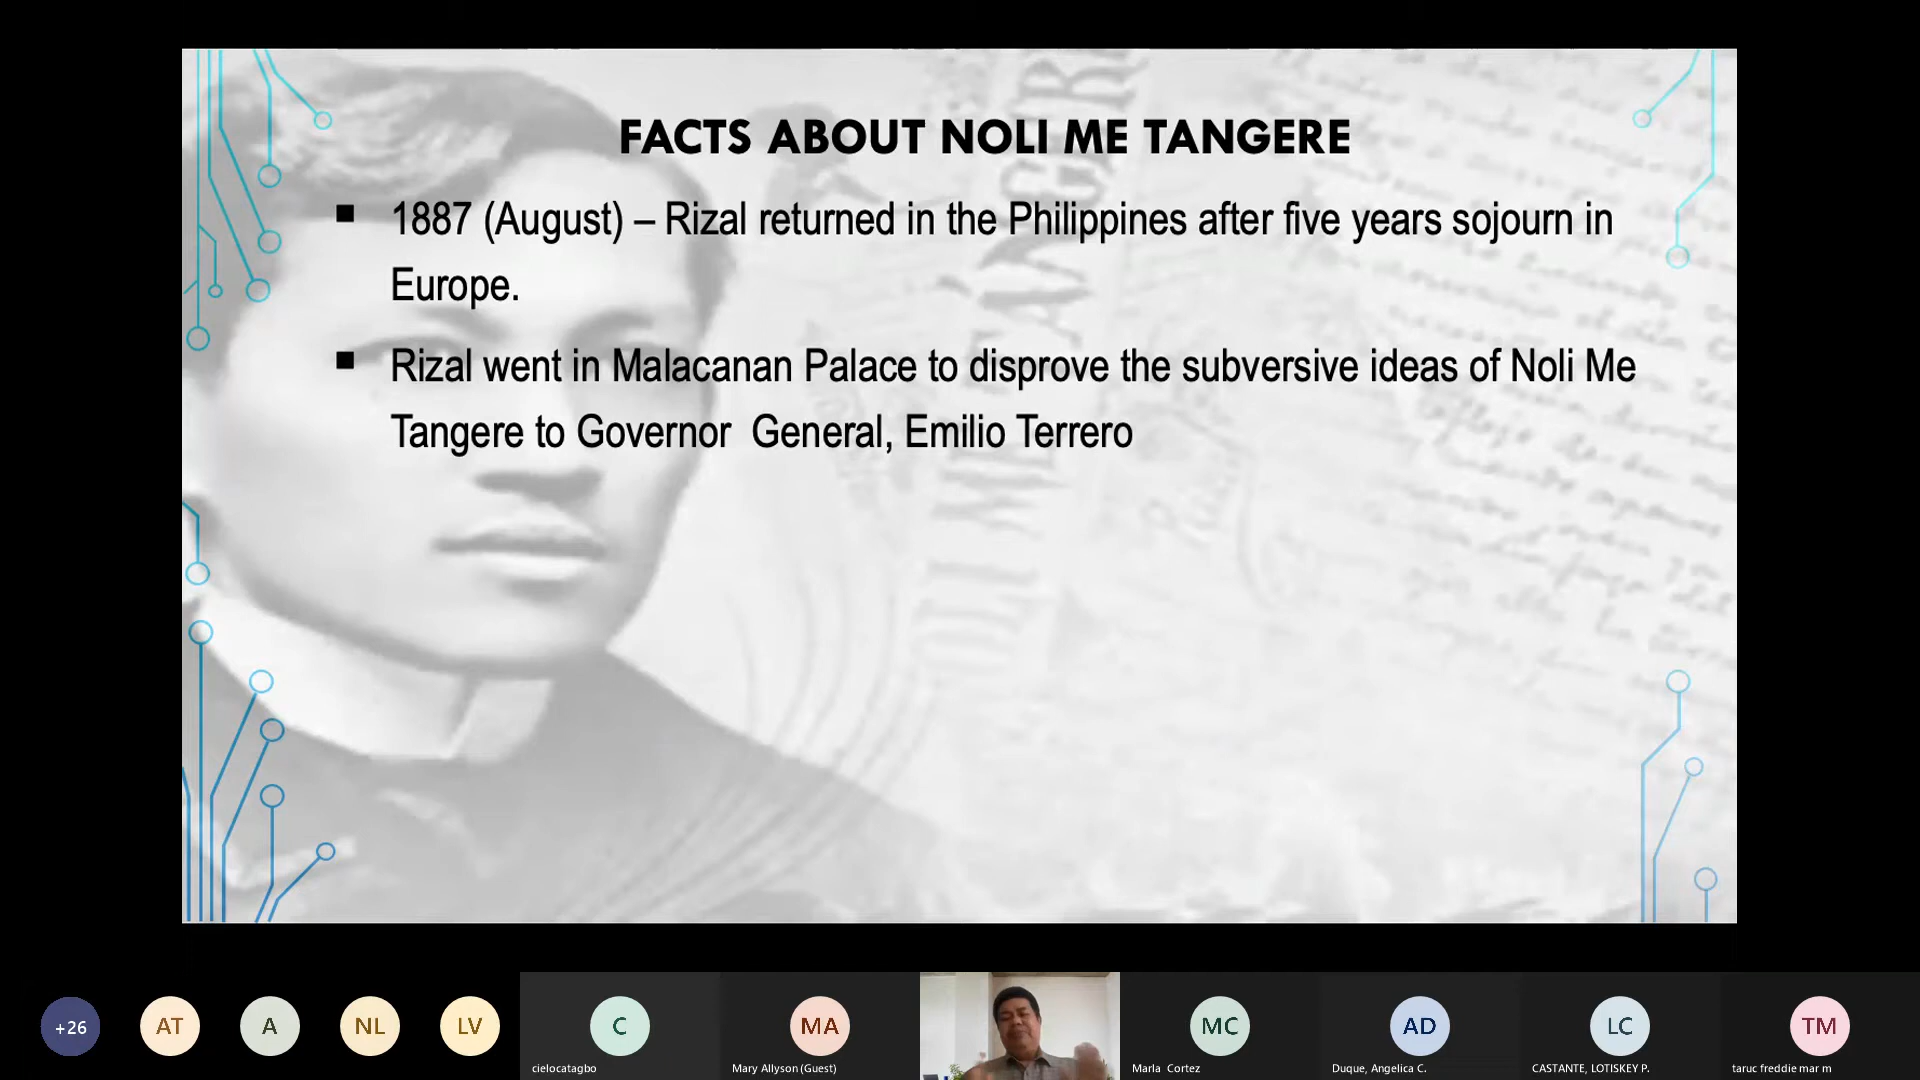 FACTS ABOUT NOLI ME TANGERE
▪ 1887 (August) – Rizal returned in the Philippines after five years sojourn in
Europe.
▪ Rizal went in Malacanan Palace to disprove the subversive ideas of Noli Me
Tangere to Governor  General, Emilio Terrero
NOLI ME TÁNGERE
+26
AT
A
NL
LV
C
MA
MC
AD
LC
TM
cielocatagbo
Mary Allyson (Guest)
Marla Cortez
Duque, Angelica C.
CASTANTE, LOTISKEY P.
taruc freddie mar m